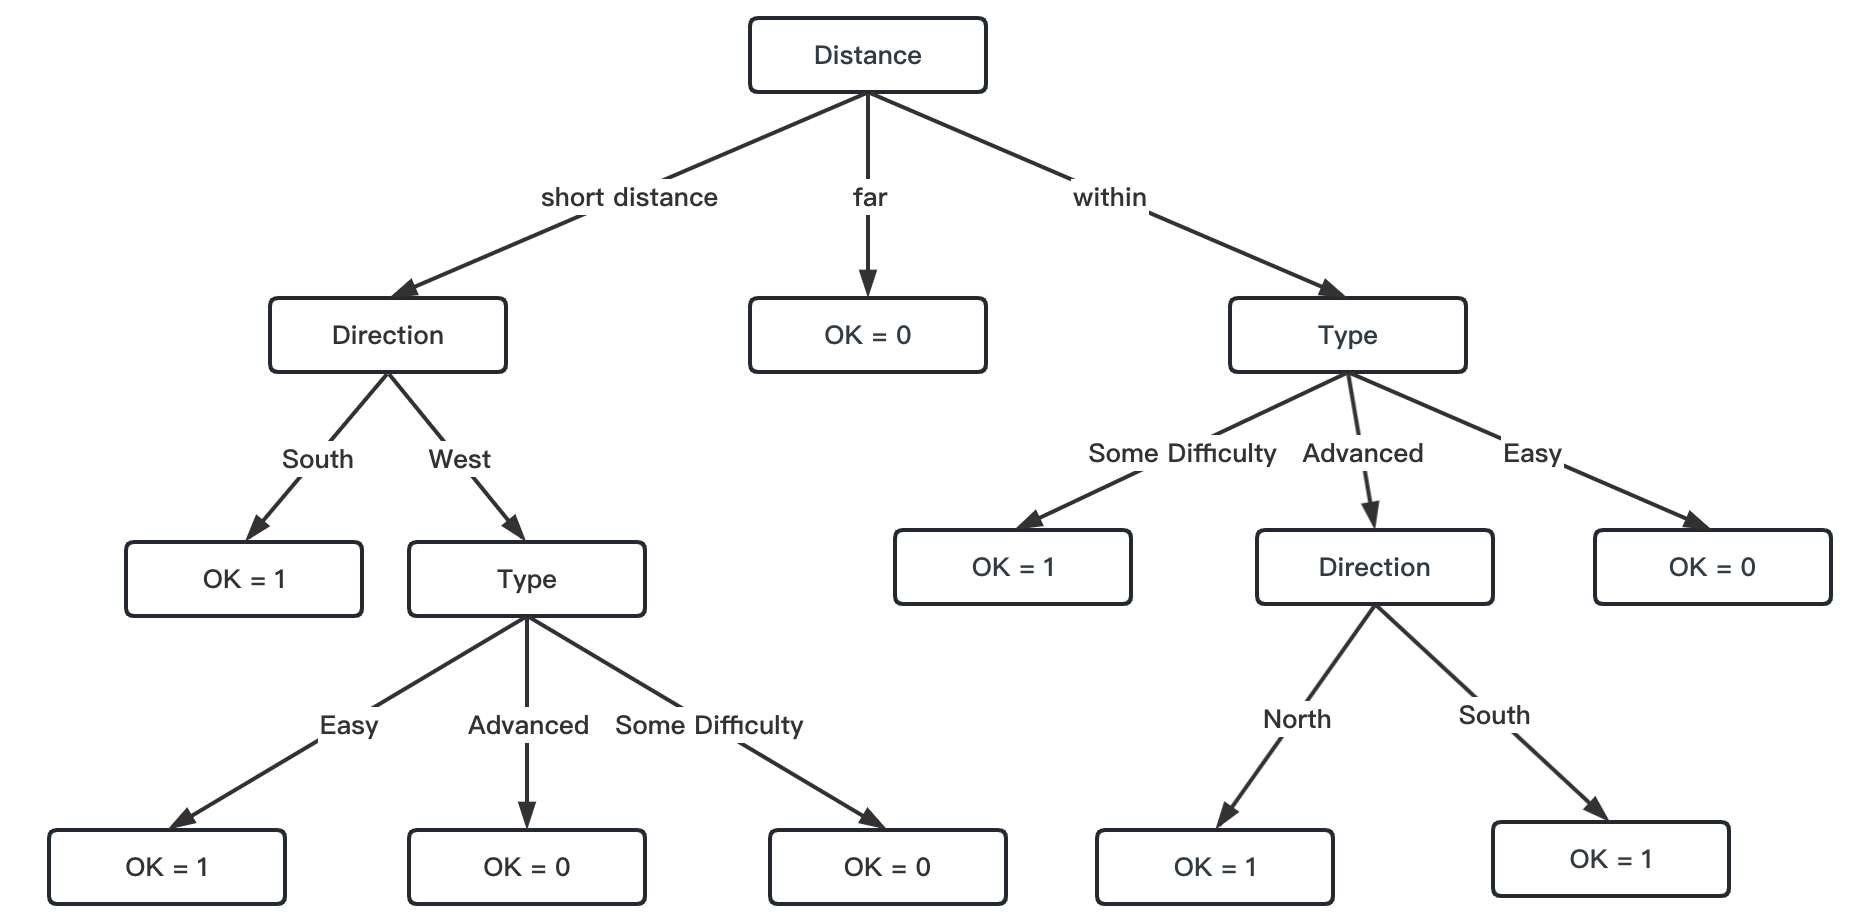 Distance
short distance
far
within
Direction
OK = 0
Type
South
West
Some Difficulty
Advanced
Easy
OK = 1
Type
OK = 1
Direction
OK = 0
Easy
Advanced
Some Difficulty
North
South
OK = 1
OK = 0
OK = 0
OK = 1
OK = 1